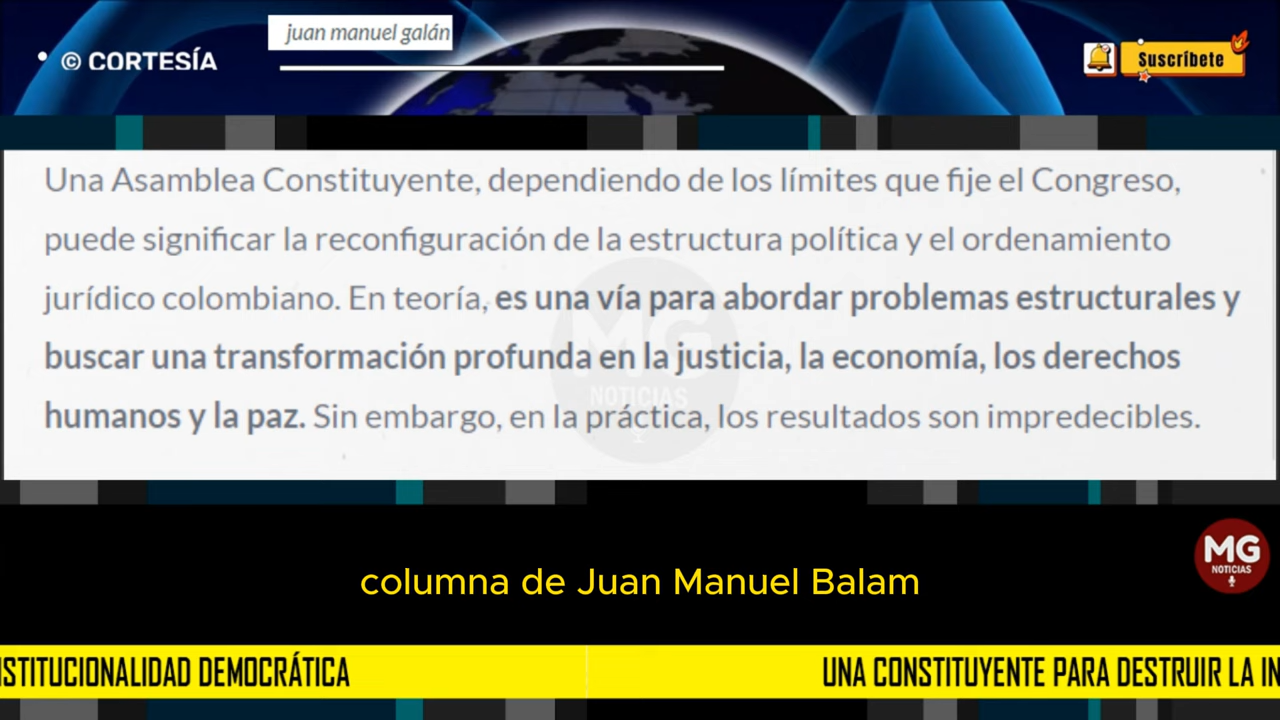 juan manuel galán
© CORTESÍA
Suscríbete
Una Asamblea Constituyente, dependiendo de los límites que fije el Congreso,
puede significar la reconfiguración de la estructura política y el ordenamiento
jurídico colombiano. En teoría, es una vía para abordar problemas estructurales y
buscar una transformación profunda en la justicia, la economía, los derechos
humanos y la paz. Sin embargo, en la práctica, los resultados son impredecibles.
MG
NOTICIAS
columna de Juan Manuel Balam
MG
NOTICIAS
STITUCIONALIDAD DEMOCRÁTICA
UNA CONSTITUYENTE PARA DESTRUIR LA IN